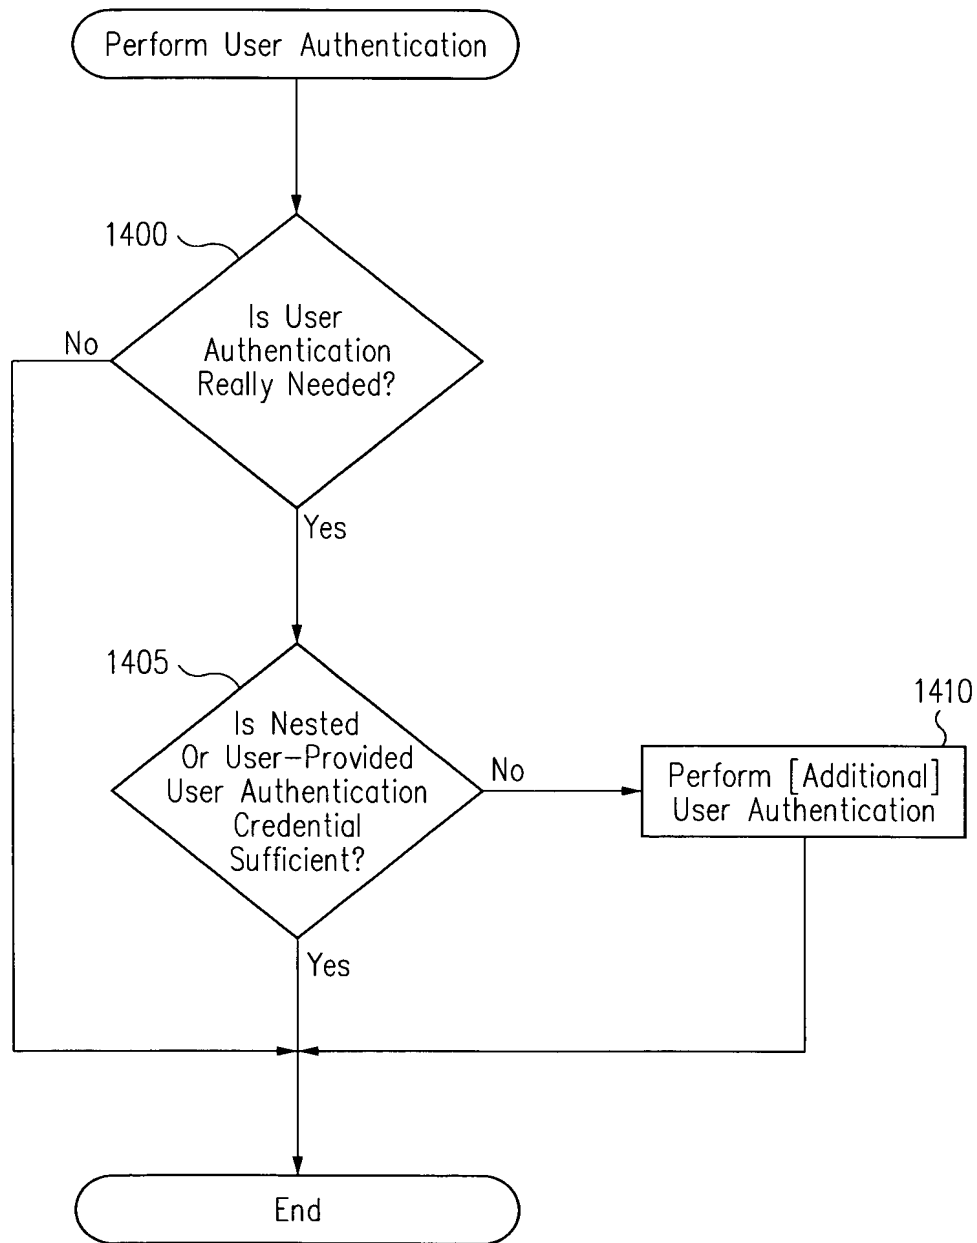 Perform User Authentication
1400
Is User
Authentication
Really Needed?
No
Yes
1405
Is Nested
Or User-Provided
User Authentication
Credential
Sufficient?
No
1410
Perform [Additional]
User Authentication
Yes
End